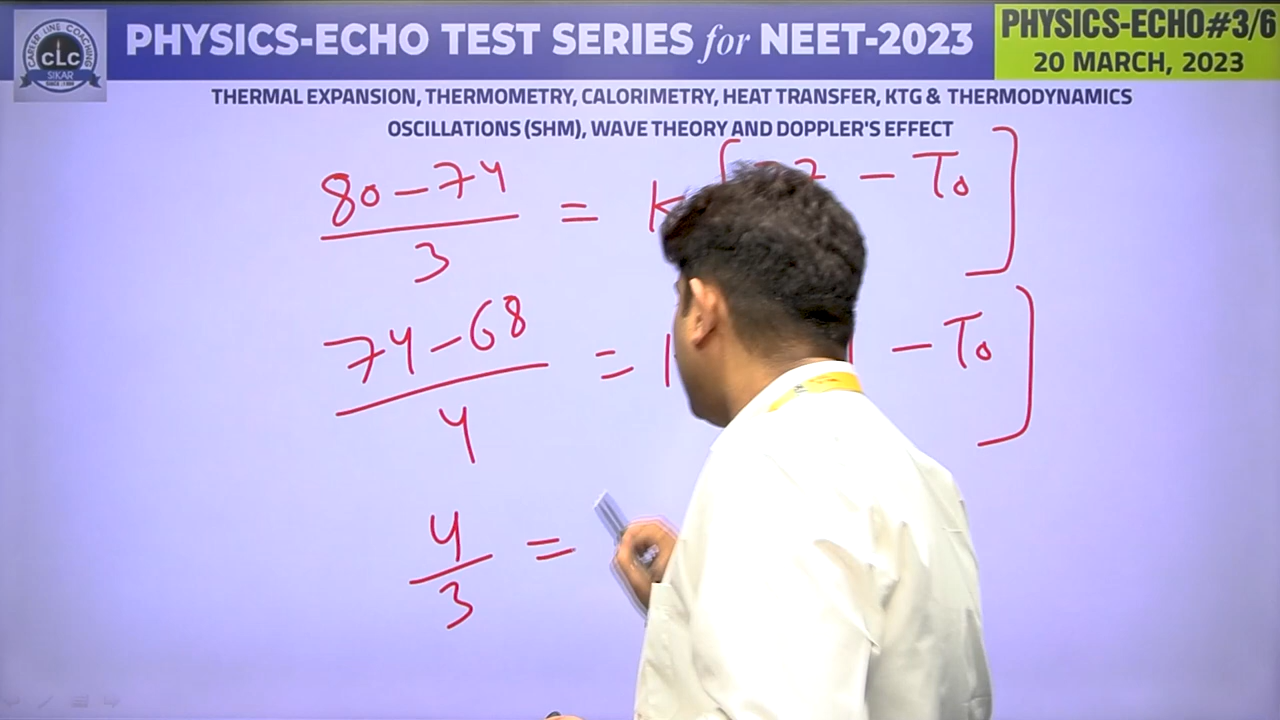 CAREER LINE COACHING
CLC
SIKAR
SINCE : 1996
PHYSICS-ECHO TEST SERIES for NEET-2023
PHYSICS-ECHO#3/6
20 MARCH, 2023
THERMAL EXPANSION, THERMOMETRY, CALORIMETRY, HEAT TRANSFER, KTG & THERMODYNAMICS
OSCILLATIONS (SHM), WAVE THEORY AND DOPPLER'S EFFECT
80-74/3 = K[ - T0]
74-68/4 = - T0]
4/3 =